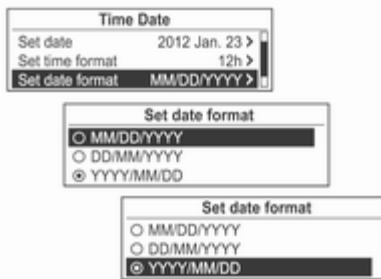 Time Date
Set date 2012 Jan. 23 >
Set time format 12h >
Set date format MM/DD/YYYY >
Set date format
MM/DD/YYYY
DD/MM/YYYY
YYYY/MM/DD
Set date format
MM/DD/YYYY
DD/MM/YYYY
YYYY/MM/DD